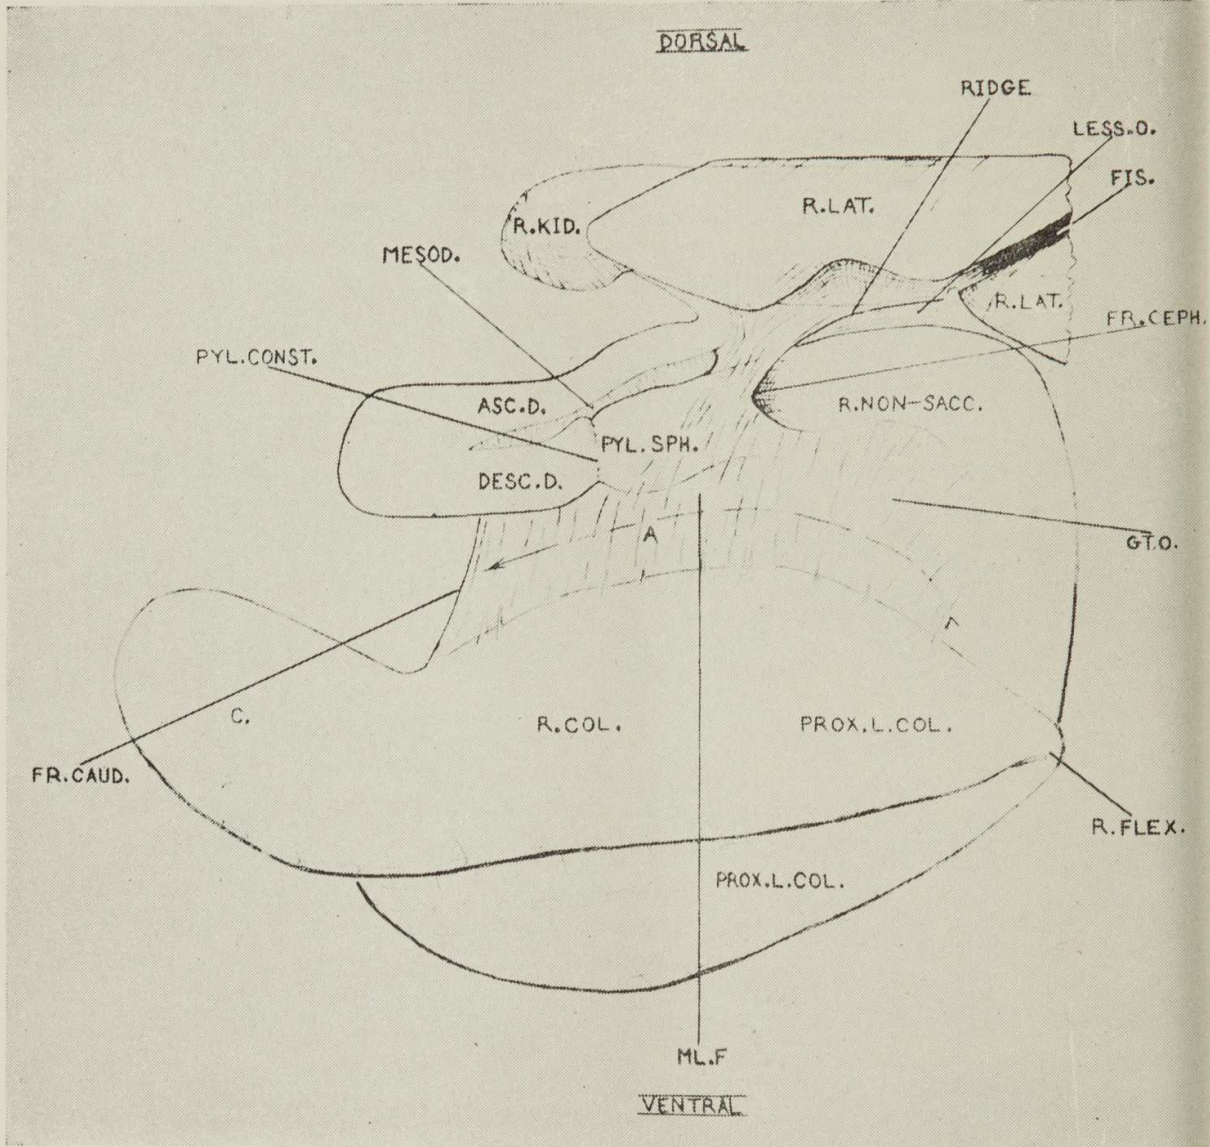 DORSAL
RIDGE
LESS.O.
FIS.
R.LAT.
R.KID.
MESOD.
R.LAT.
FR.CEPH.
PYL.CONST.
ASC.D.
R.NON-SACC.
PYL.SPH.
DESC.D.
A
GT.O.
C.
R.COL.
PROX.L.COL.
FR.CAUD.
R.FLEX.
PROX.L.COL.
ML.F
VENTRAL